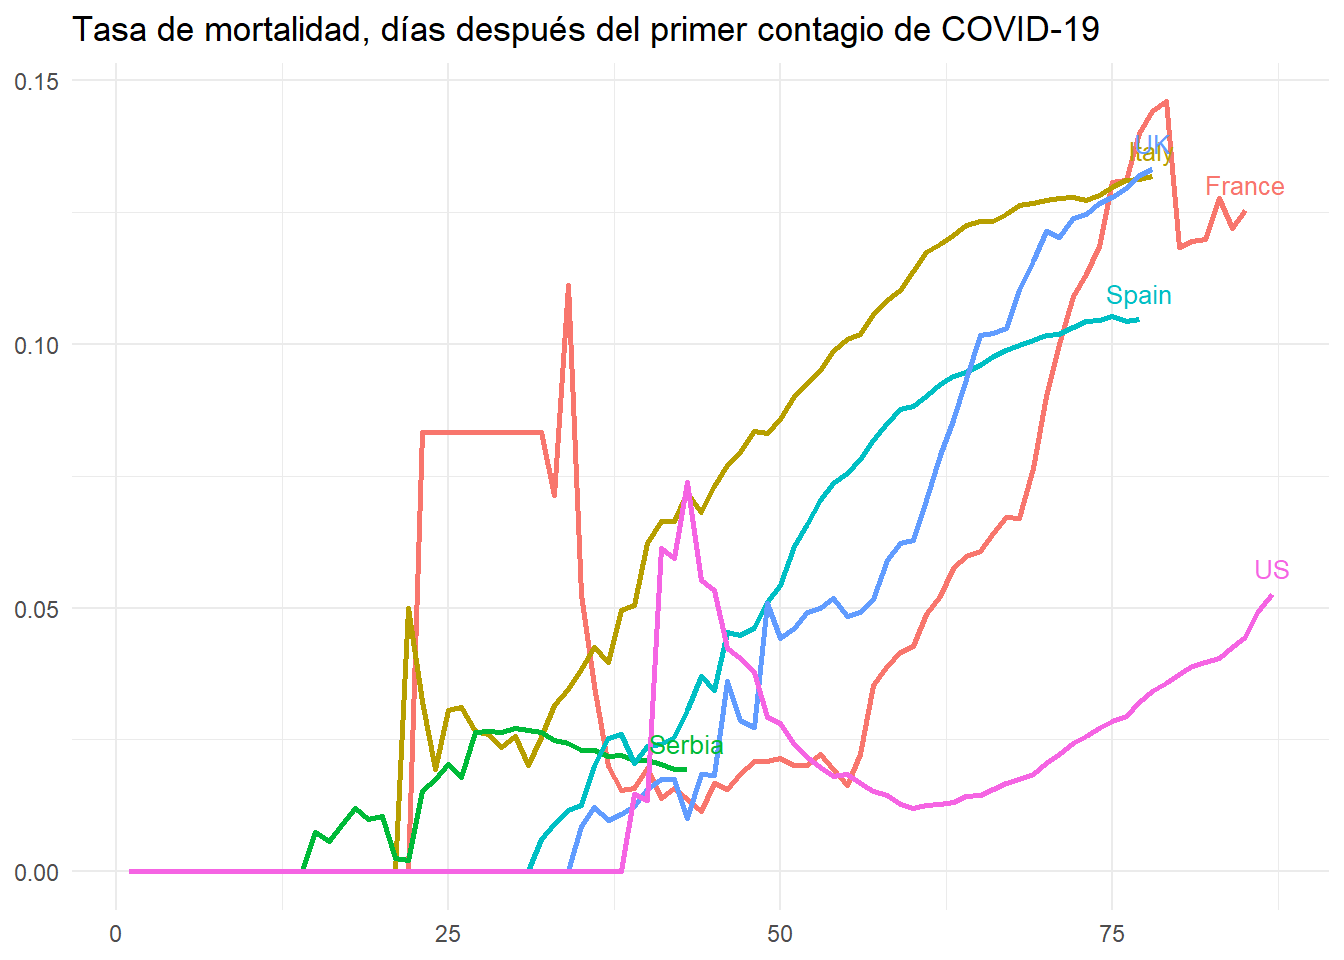 Tasa de mortalidad, días después del primer contagio de COVID-19
0.15
UK
Italy
France
Spain
0.10
US
0.05
Serbia
0.00
0 25 50 75